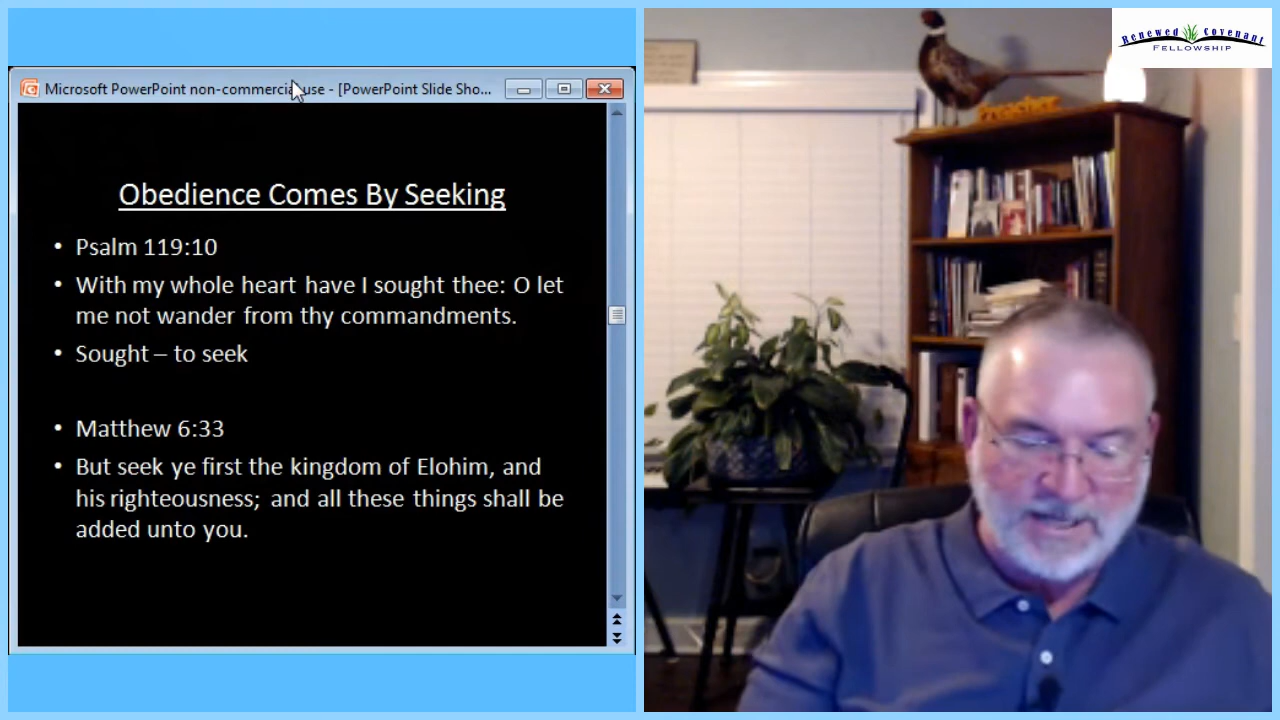 Microsoft PowerPoint non-commercial use - [PowerPoint Slide Sho...
Obedience Comes By Seeking
• Psalm 119:10
• With my whole heart have I sought thee: O let
me not wander from thy commandments.
• Sought – to seek
• Matthew 6:33
• But seek ye first the kingdom of Elohim, and
his righteousness; and all these things shall be
added unto you.
Renewed Covenant
FELLOWSHIP
Preacher